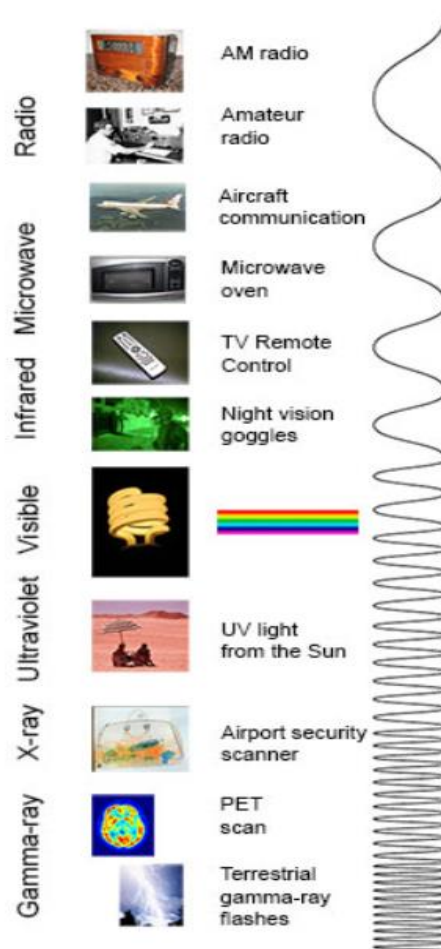 Radio
AM radio
Amateur
radio
Microwave
Aircraft
communication
Microwave
oven
Infrared
TV Remote
Control
Night vision
goggles
Visible
Ultraviolet
UV light
from the Sun
X-ray
Airport security
scanner
Gamma-ray
PET
scan
Terrestrial
gamma-ray
flashes